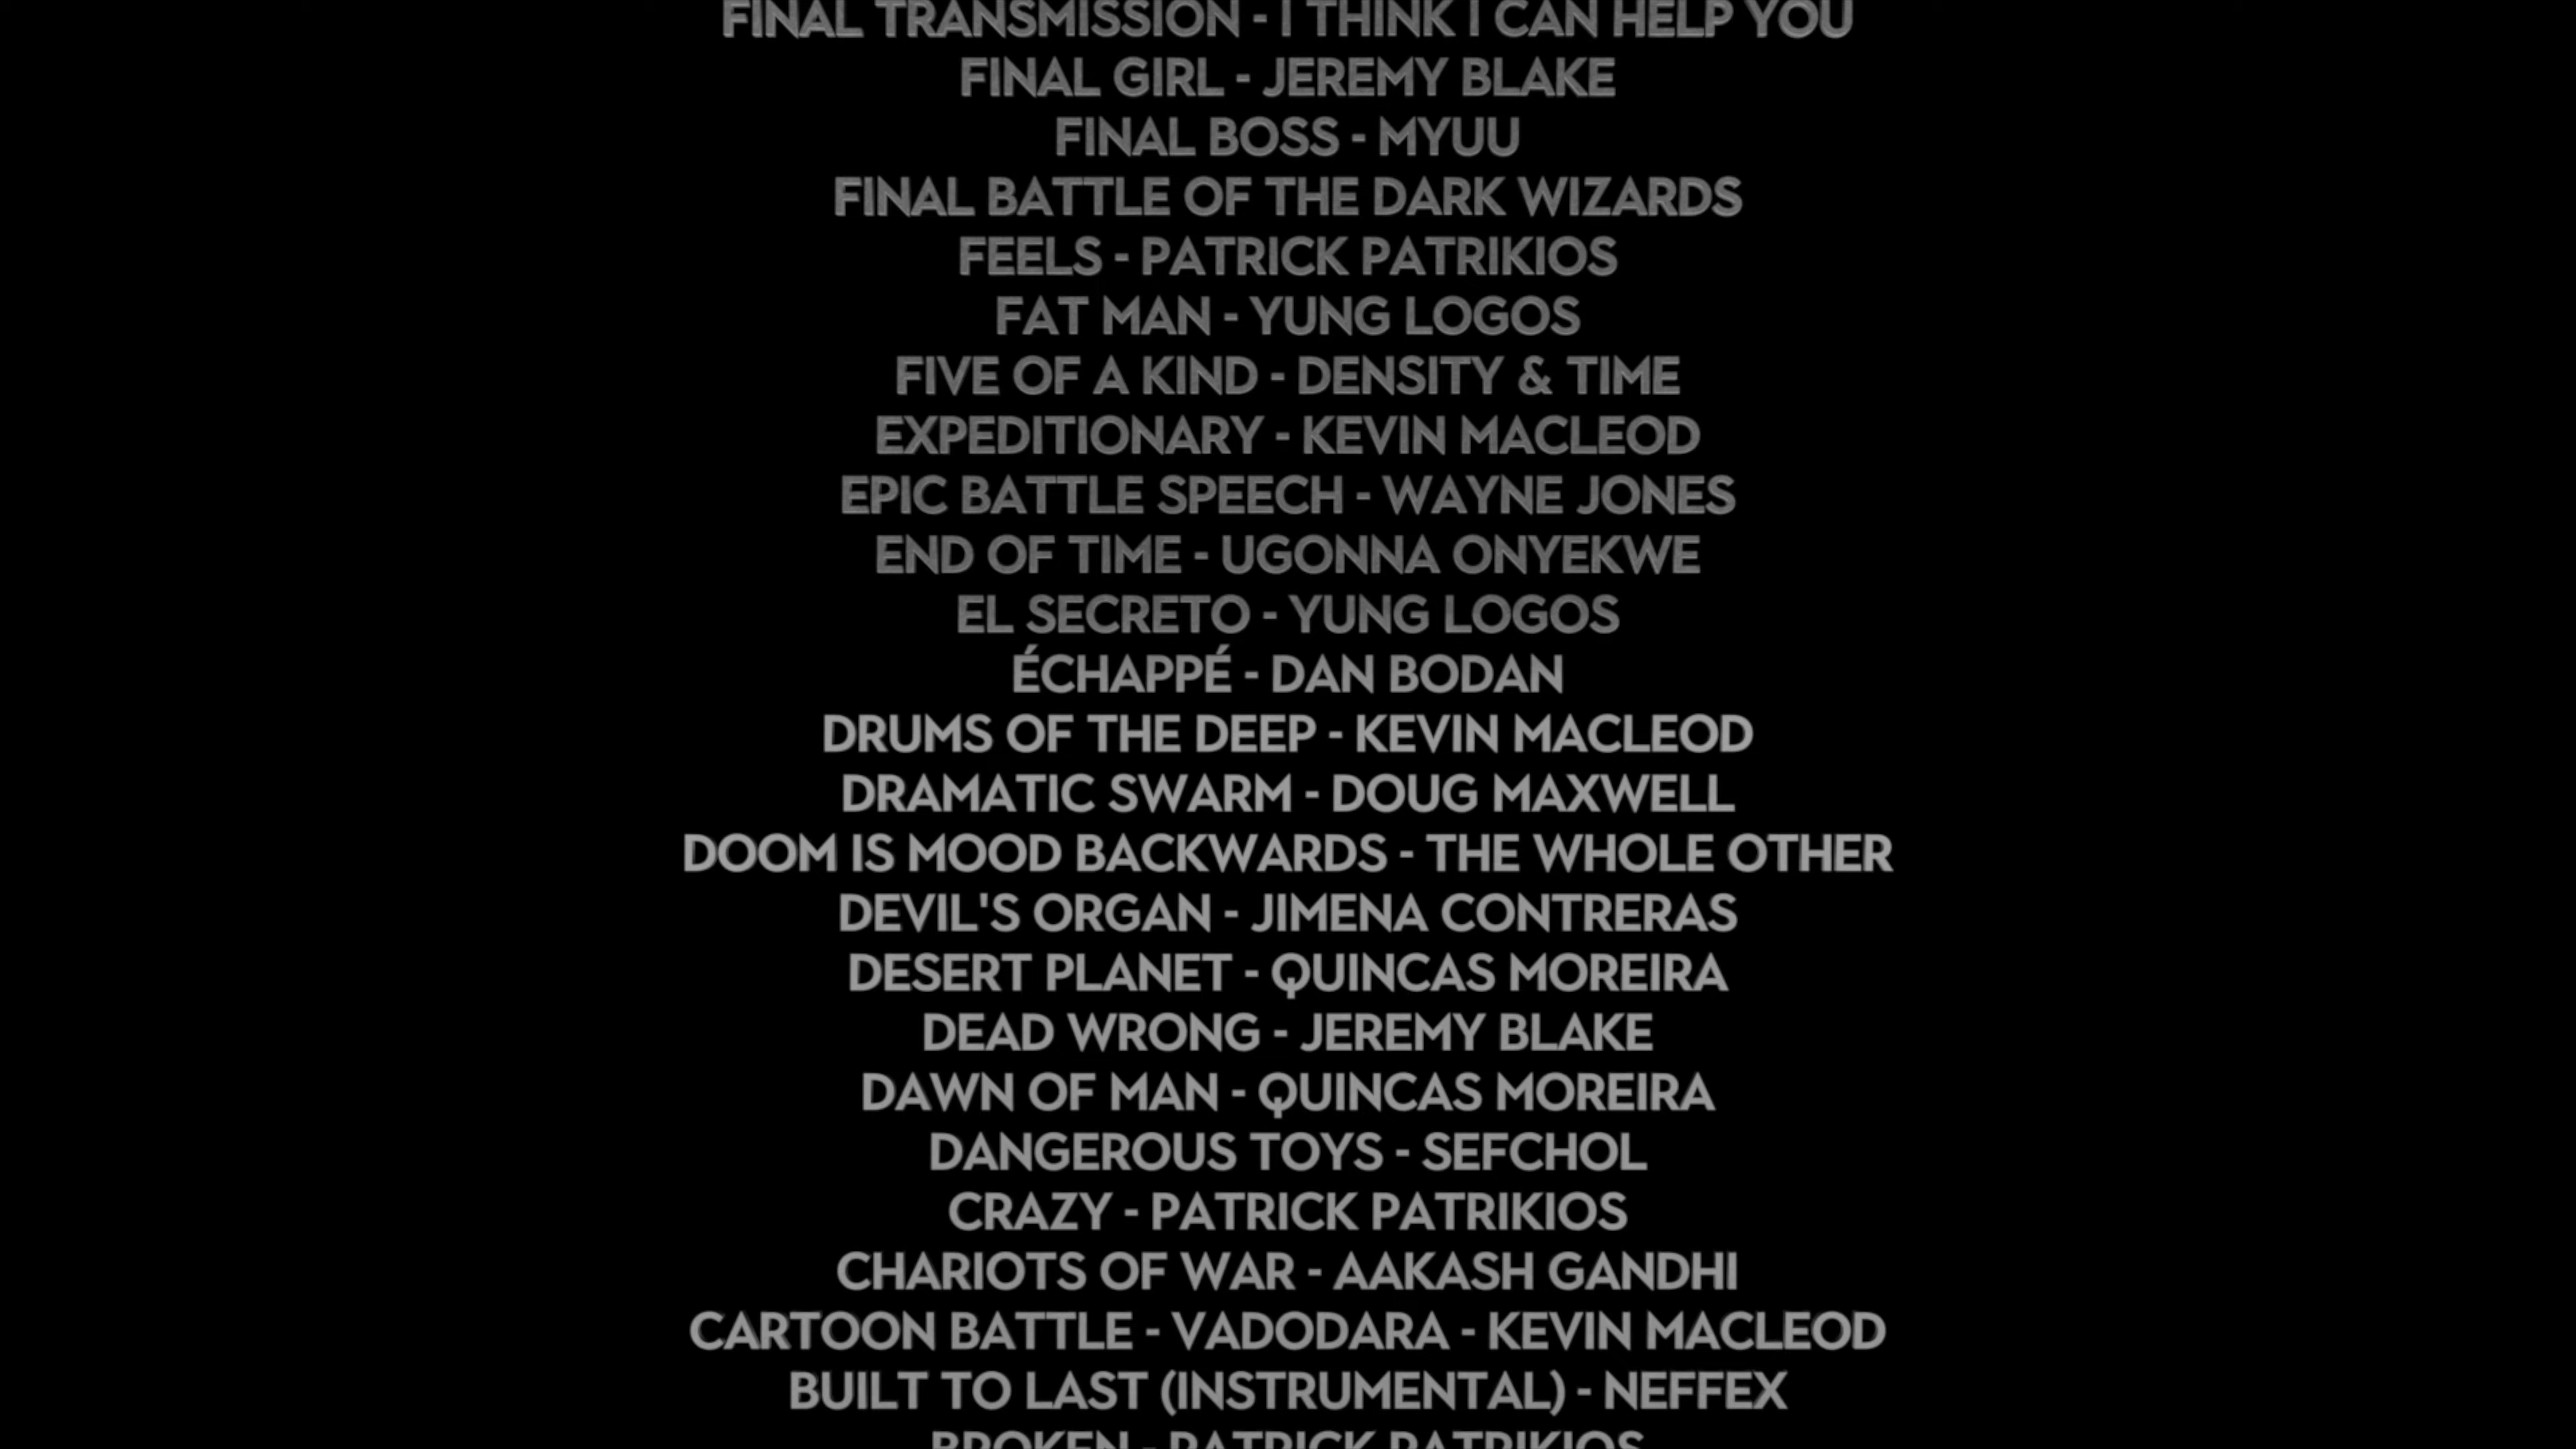 FINAL TRANSMISSION - I THINK I CAN HELP YOU
FINAL GIRL - JEREMY BLAKE
FINAL BOSS - MYUU
FINAL BATTLE OF THE DARK WIZARDS
FEELS - PATRICK PATRIKIOS
FAT MAN - YUNG LOGOS
FIVE OF A KIND - DENSITY & TIME
EXPEDITIONARY - KEVIN MACLEOD
EPIC BATTLE SPEECH - WAYNE JONES
END OF TIME - UGONNA ONYEKWE
EL SECRETO - YUNG LOGOS
ÉCHAPPÉ - DAN BODAN
DRUMS OF THE DEEP - KEVIN MACLEOD
DRAMATIC SWARM - DOUG MAXWELL
DOOM IS MOOD BACKWARDS - THE WHOLE OTHER
DEVIL'S ORGAN - JIMENA CONTRERAS
DESERT PLANET - QUINCAS MOREIRA
DEAD WRONG - JEREMY BLAKE
DAWN OF MAN - QUINCAS MOREIRA
DANGEROUS TOYS - SEFCHOL
CRAZY - PATRICK PATRIKIOS
CHARIOTS OF WAR - AAKASH GANDHI
CARTOON BATTLE - VADODARA - KEVIN MACLEOD
BUILT TO LAST (INSTRUMENTAL) - NEFFEX
BROKEN - PATRICK PATRIKIOS